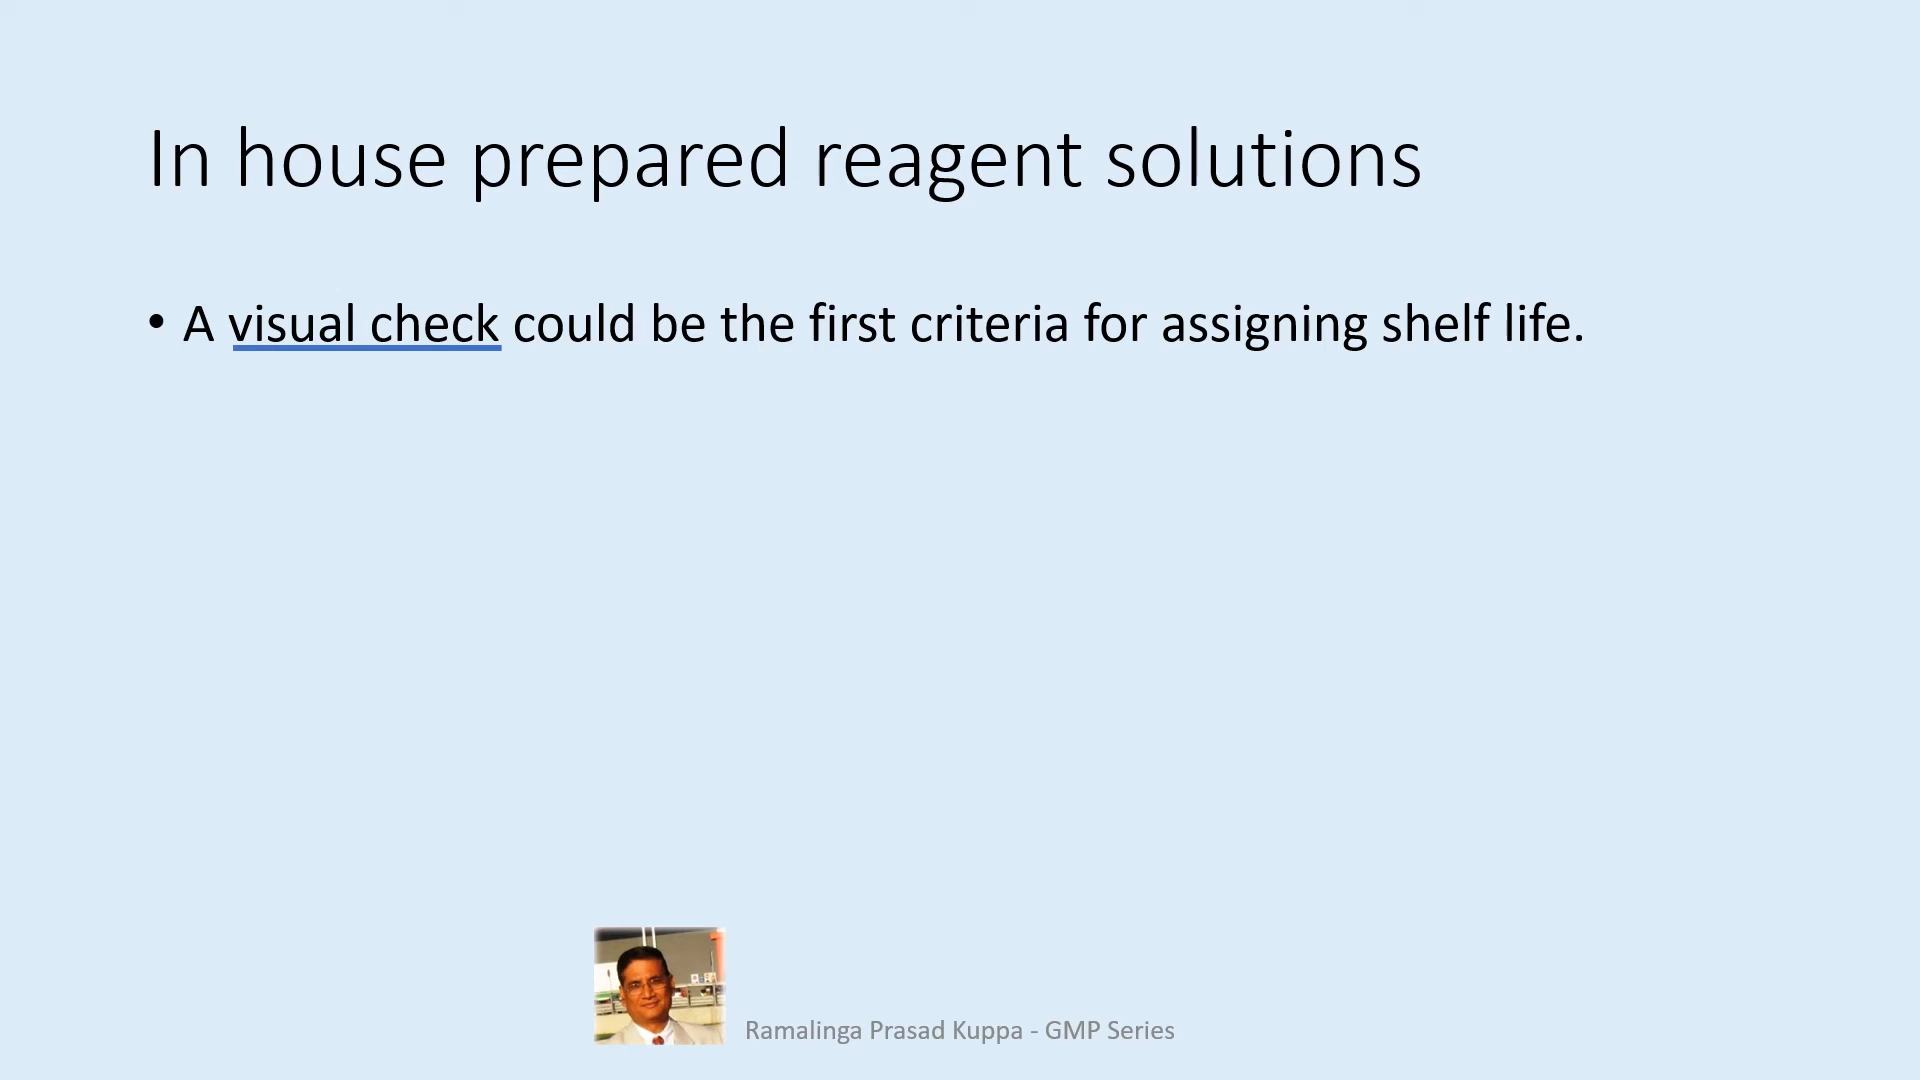 In house prepared reagent solutions
• A visual check could be the first criteria for assigning shelf life.
Ramalinga Prasad Kuppa - GMP Series